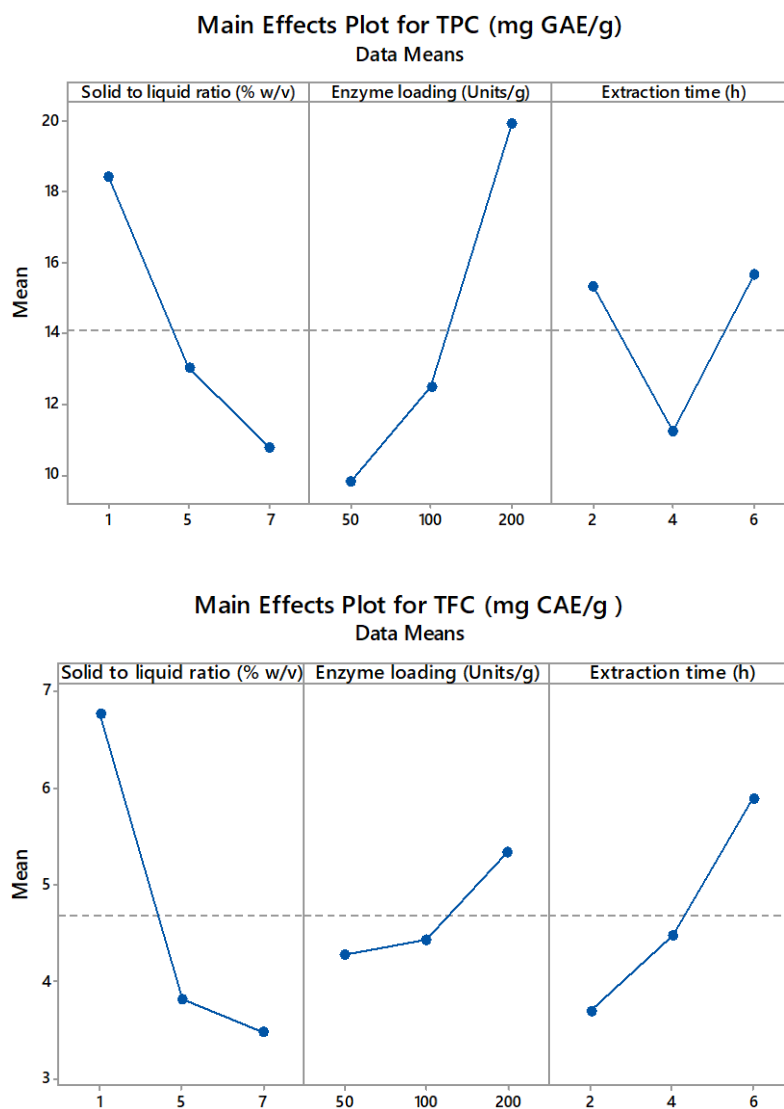 Main Effects Plot for TPC (mg GAE/g)
Data Means
Solid to liquid ratio (% w/v) Enzyme loading (Units/g) Extraction time (h)
20
18
16
14
12
10
Mean
1 5 7 50 100 200 2 4 6
Main Effects Plot for TFC (mg CAE/g )
Data Means
Solid to liquid ratio (% w/v) Enzyme loading (Units/g) Extraction time (h)
7
6
5
4
3
Mean
1 5 7 50 100 200 2 4 6